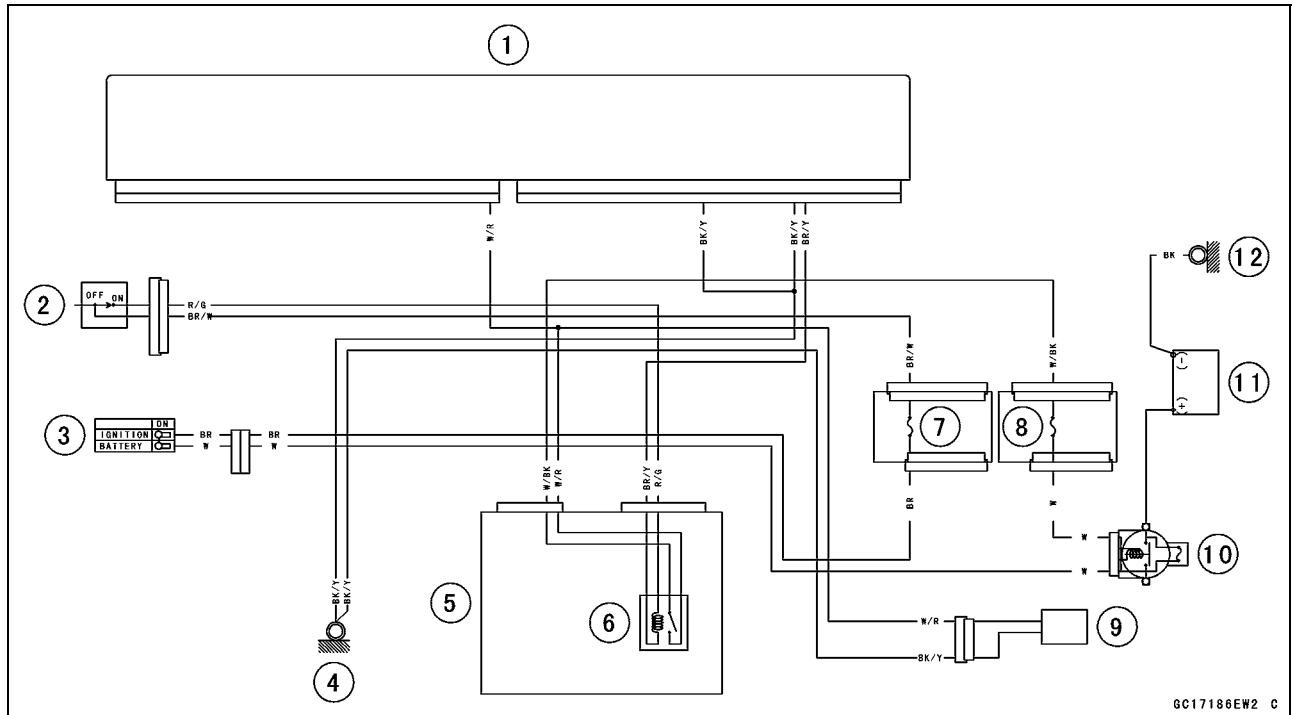 1
W/R
BK/Y
BK/Y
BR/Y
BK
12
2
OFF ON
R/G
BR/W
BR/W
W/BK
(-)
(+)
11
3
ON
IGNITION
BATTERY
BR
W
BR
W
7
8
W/BK
W/R
BR/Y
R/G
BR
W
W
W
10
5
6
BK/Y
BK/Y
4
W/R
BK/Y
9
GC17186EW2 C